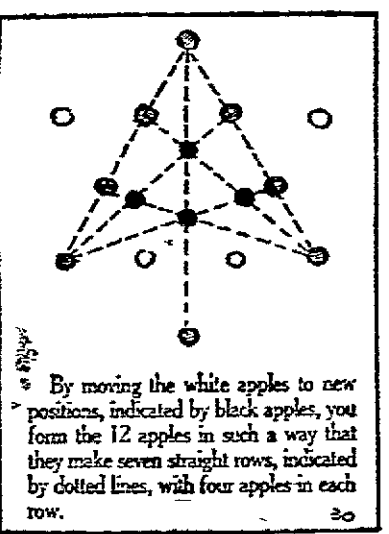 By moving the white apples to new
positions, indicated by black apples, you
form the 12 apples in such a way that
they make seven straight rows, indicated
by dotted lines, with four apples in each
row.
30